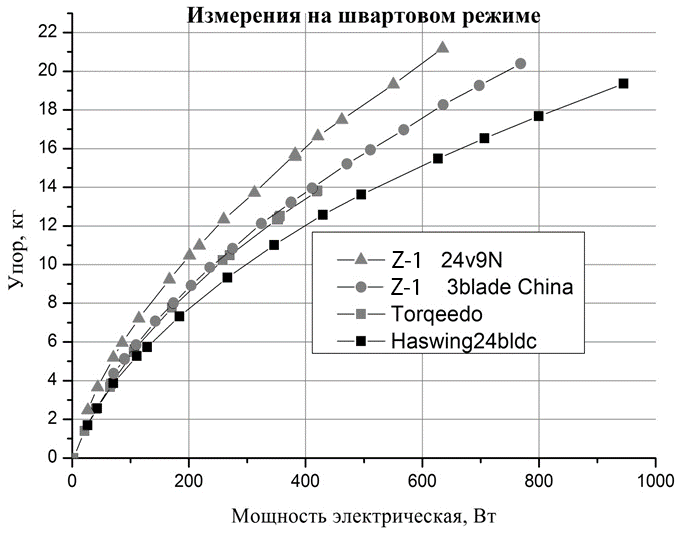 Измерения на швартовом режиме
22
20
18
16
14
12
10
8
6
4
2
0
Упор, кг
Z-1 24v9N
Z-1 3blade China
Torqeedo
Haswing24bldc
0 200 400 600 800 1000
Мощность электрическая, Вт